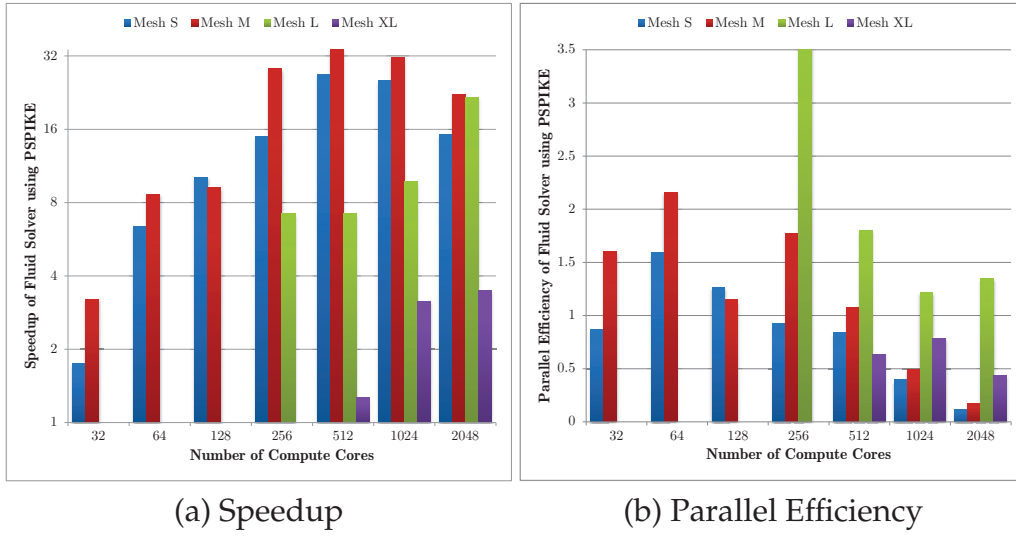 Mesh S Mesh M Mesh L Mesh XL
Speedup of Fluid Solver using PSPIKE
32
16
8
4
2
1
32 64 128 256 512 1024 2048
Number of Compute Cores
(a) Speedup
Mesh S Mesh M Mesh L Mesh XL
Parallel Efficiency of Fluid Solver using PSPIKE
3.5
3
2.5
2
1.5
1
0.5
0
32 64 128 256 512 1024 2048
Number of Compute Cores
(b) Parallel Efficiency